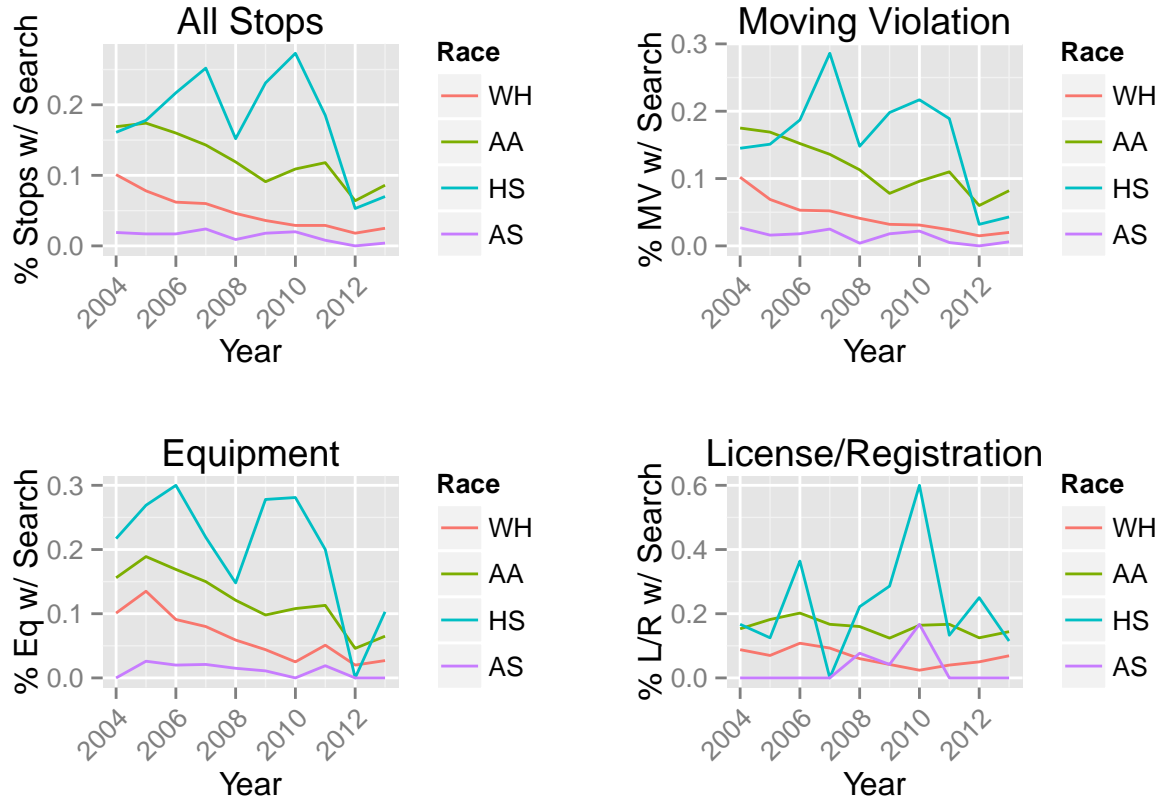 All Stops
% Stops w/ Search
0.2
0.1
0.0
2004
2006
2008
2010
2012
Year
Race
WH
AA
HS
AS
Moving Violation
% MV w/ Search
0.3
0.2
0.1
0.0
2004
2006
2008
2010
2012
Year
Race
WH
AA
HS
AS
Equipment
% Eq w/ Search
0.3
0.2
0.1
0.0
2004
2006
2008
2010
2012
Year
Race
WH
AA
HS
AS
License/Registration
% L/R w/ Search
0.6
0.4
0.2
0.0
2004
2006
2008
2010
2012
Year
Race
WH
AA
HS
AS